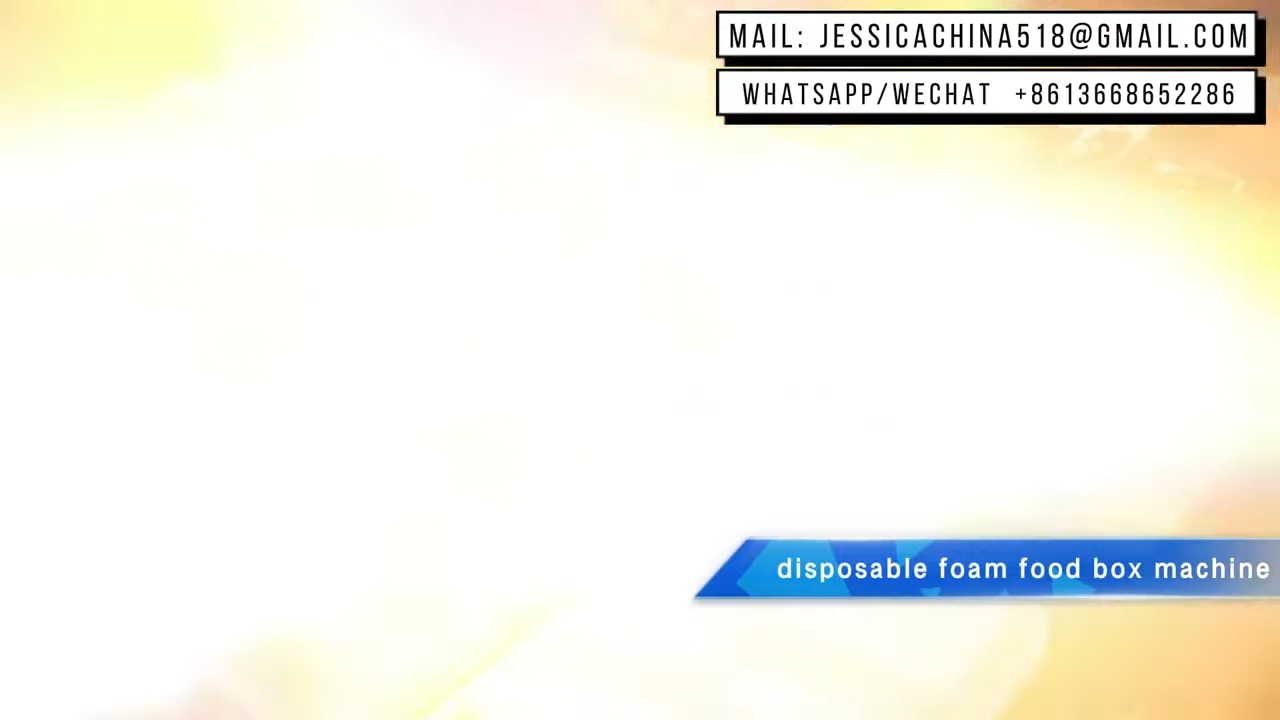 MAIL: JESSICACHINA518@GMAIL.COM
WHATSAPP/WECHAT +8613668652286
disposable foam food box machine